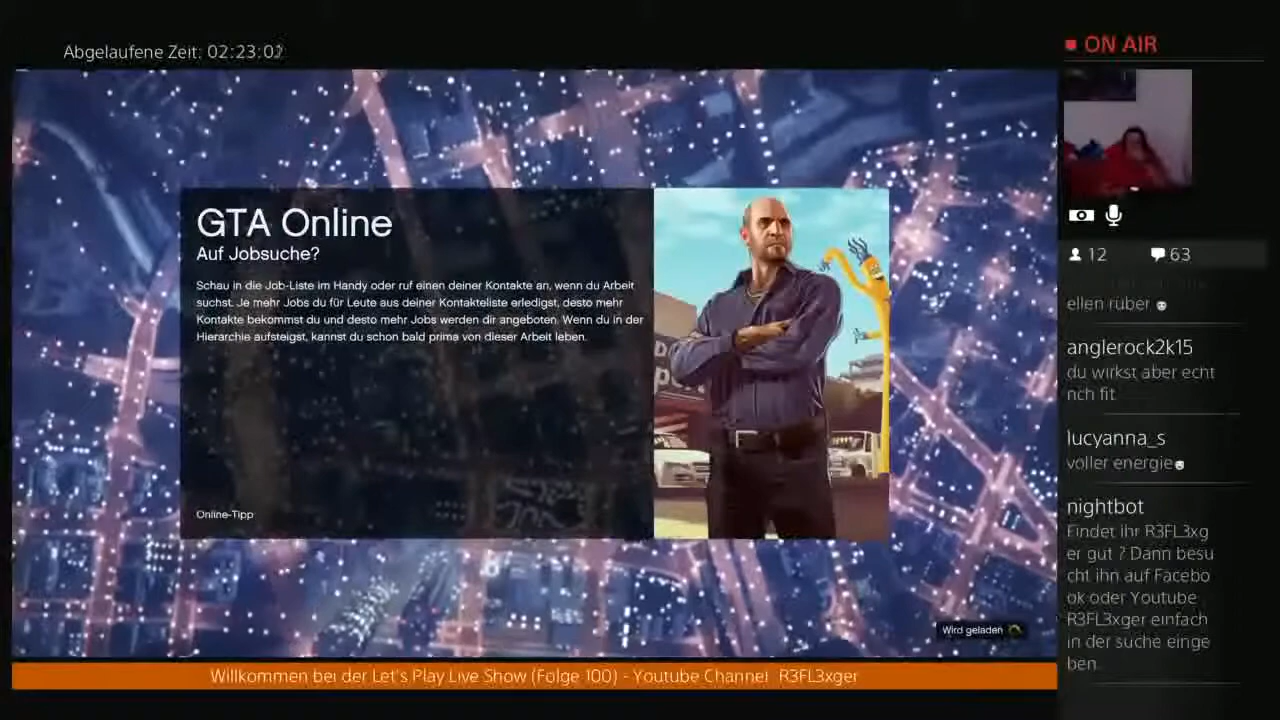 Abgelaufene Zeit: 02:23:02
ON AIR
12
63
GTA Online
Auf Jobsuche?
Schau in die Job-Liste im Handy oder ruf einen deiner Kontakte an, wenn du Arbeit
suchst. Je mehr Jobs du für Leute aus deiner Kontakteliste erledigst, desto mehr
Kontakte bekommst du und desto mehr Jobs werden dir angeboten. Wenn du in der
Hierarchie aufsteigst, kannst du schon bald prima von dieser Arbeit leben.
Online-Tipp
Wird geladen
Willkommen bei der Let's Play Live Show (Folge 100) - Youtube Channel R3FL3xger
ellen rüber
anglerock2k15
du wirkst aber echt
nch fit
lucyanna_s
voller energie
nightbot
Findet ihr R3FL3xg
er gut ? Dann besu
cht ihn auf Facebo
ok oder Youtube
R3FL3xger einfach
in der suche einge
ben.